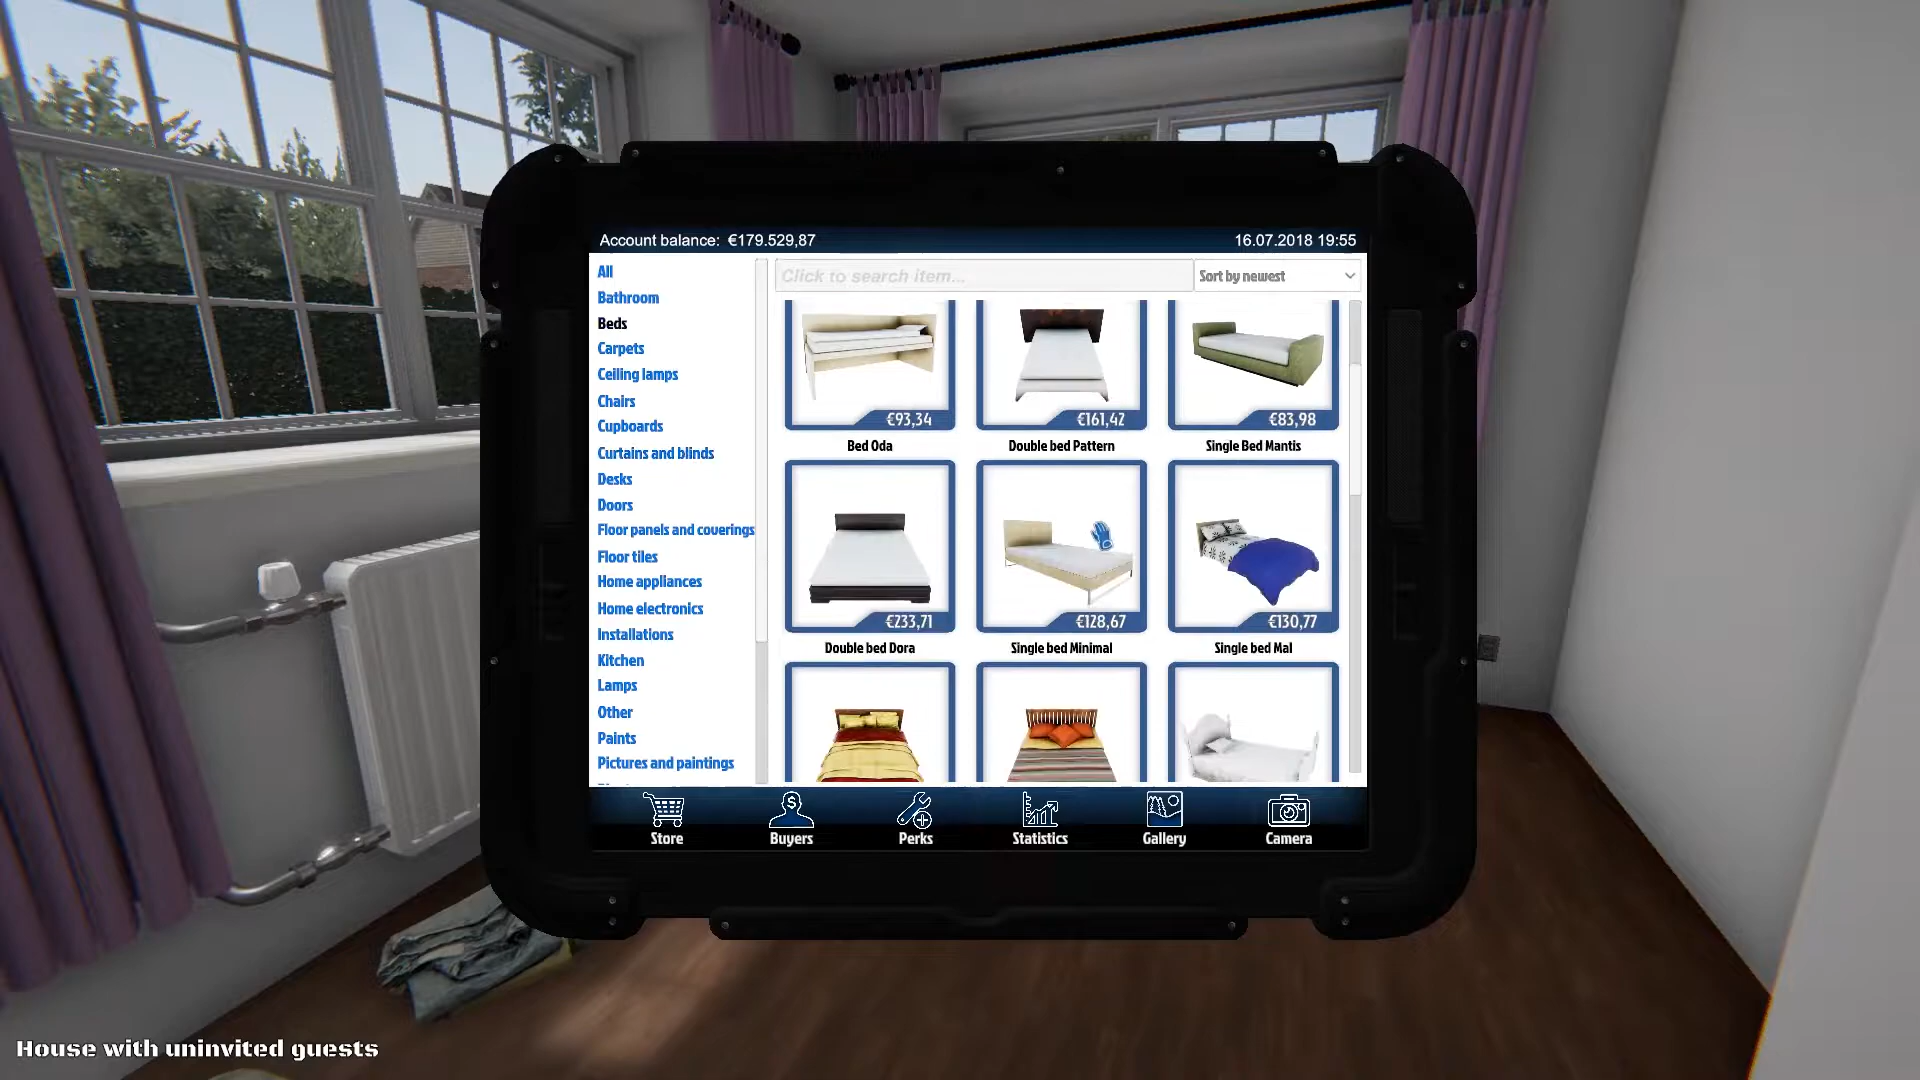 Account balance: €179.529,87
16.07.2018 19:55
All
Bathroom
Beds
Carpets
Ceiling lamps
Chairs
Cupboards
Curtains and blinds
Desks
Doors
Floor panels and coverings
Floor tiles
Home appliances
Home electronics
Installations
Kitchen
Lamps
Other
Paints
Pictures and paintings
Click to search item...
Sort by newest
€93,34
€161,42
€83,98
Bed Oda
Double bed Pattern
Single Bed Mantis
€233,71
€128,67
€130,77
Double bed Dora
Single bed Minimal
Single bed Mal
Store
Buyers
Perks
Statistics
Gallery
Camera
House with uninvited guests